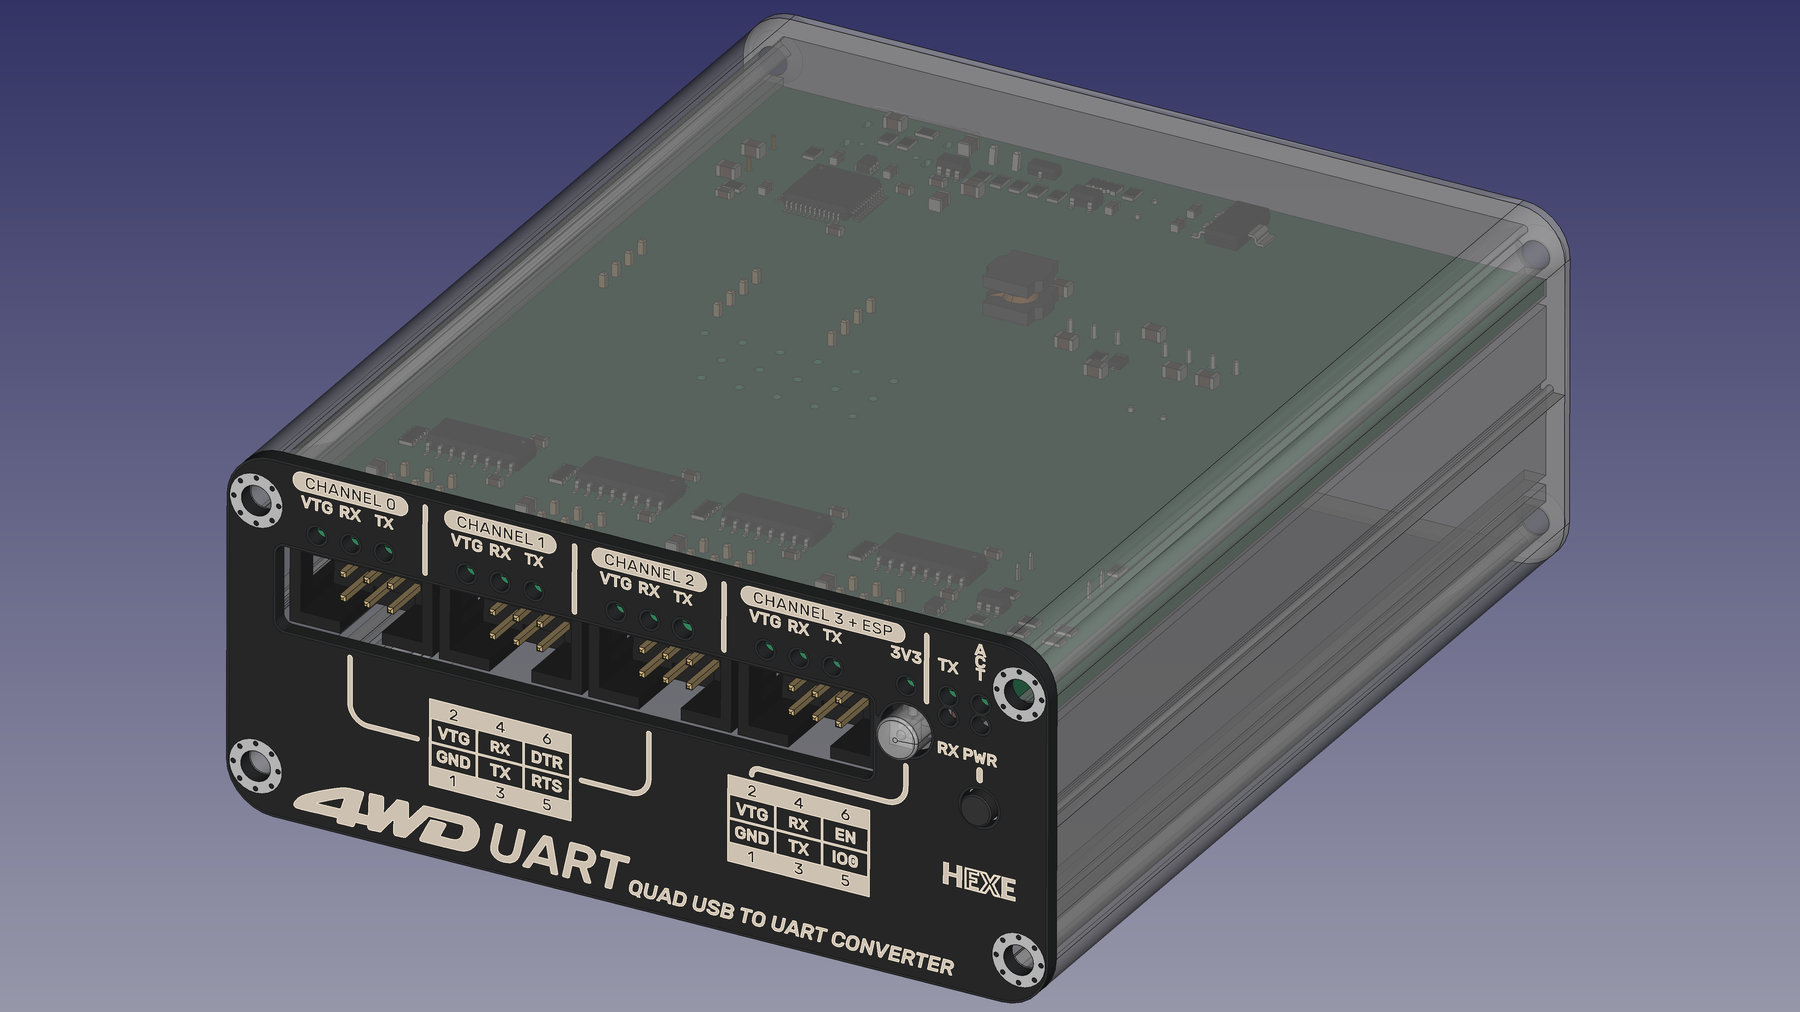 CHANNEL 0
VTG RX TX
CHANNEL 1
VTG RX TX
CHANNEL 2
VTG RX TX
CHANNEL 3 + ESP
VTG RX TX
3V3
TX
ACT
RX PWR
2 4 6
VTG RX DTR
GND TX RTS
1 3 5
2 4 6
VTG RX EN
GND TX IO0
1 3 5
4WD UART
QUAD USB TO UART CONVERTER
HEXE